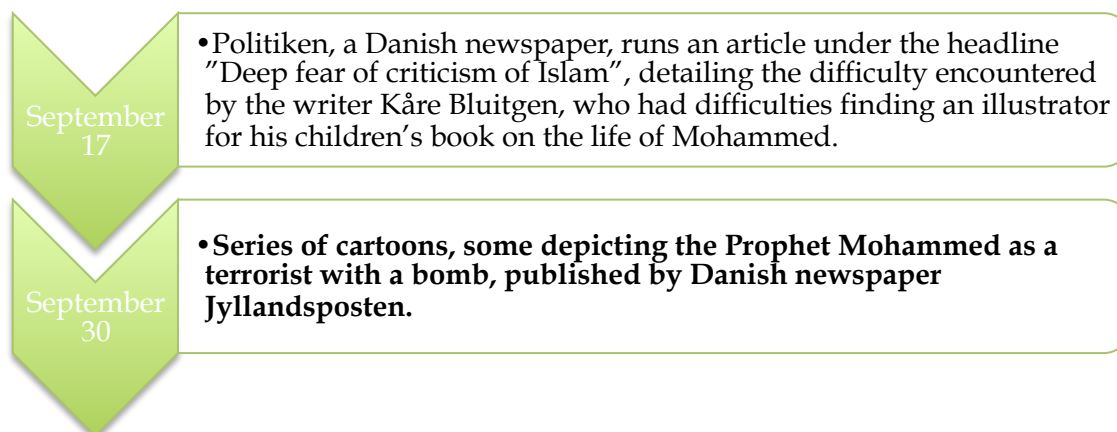 September
17
•Politiken, a Danish newspaper, runs an article under the headline
”Deep fear of criticism of Islam”, detailing the difficulty encountered
by the writer Kåre Bluitgen, who had difficulties finding an illustrator
for his children’s book on the life of Mohammed.
September
30
•Series of cartoons, some depicting the Prophet Mohammed as a
terrorist with a bomb, published by Danish newspaper
Jyllandsposten.